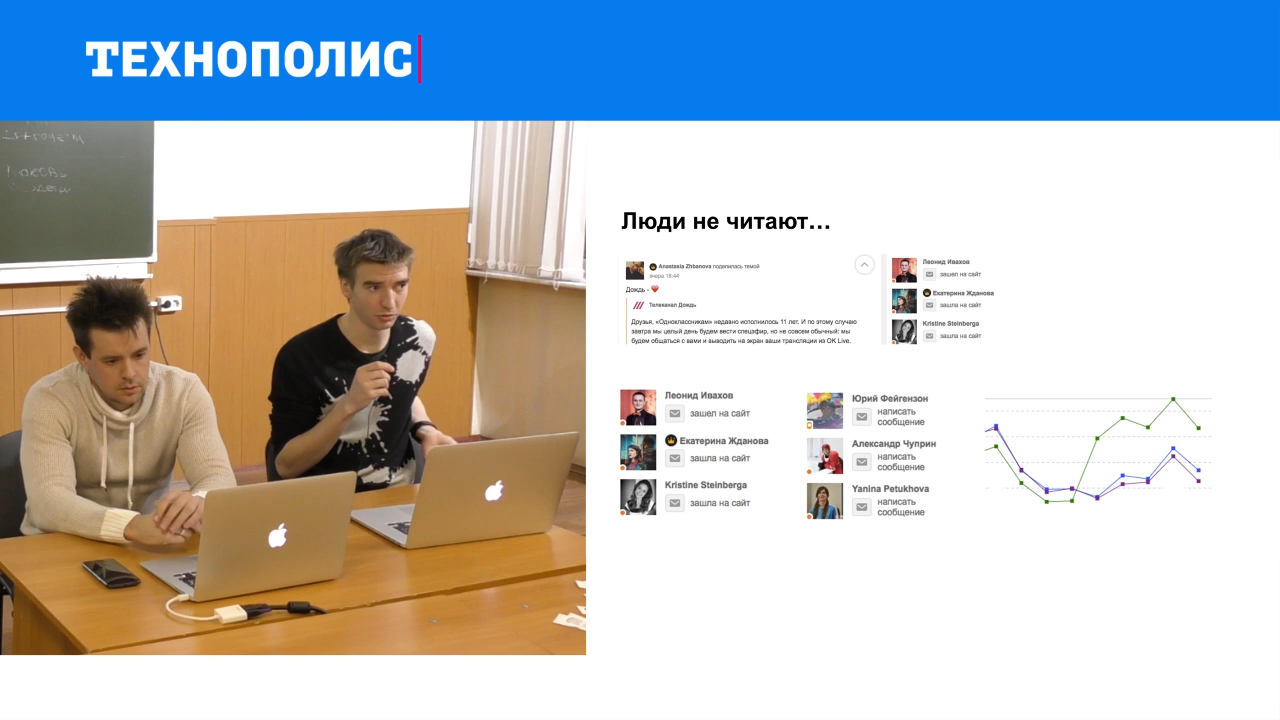 ТЕХНОПОЛИС
Люди не читают...
Anastasia Zhbanova поделилась темой
вчера 18:44
Дождь - ❤
Телеканал Дождь
Друзья, «Одноклассникам» недавно исполнилось 11 лет. И по этому случаю
завтра мы целый день будем вести спецэфир, но не совсем обычный: мы
будем общаться с вами и выводить на экран ваши трансляции из OK Live.
Леонид Ивахов
зашел на сайт
Екатерина Жданова
зашла на сайт
Kristine Steinberga
зашла на сайт
Леонид Ивахов
зашел на сайт
Екатерина Жданова
зашла на сайт
Kristine Steinberga
зашла на сайт
Юрий Фейгензон
написать
сообщение
Александр Чуприн
написать
сообщение
Yanina Petukhova
написать
сообщение